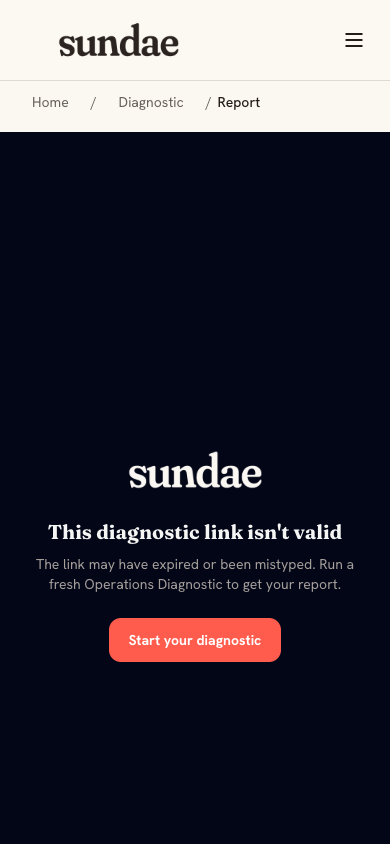 sundae
Home / Diagnostic / Report
sundae
This diagnostic link isn't valid
The link may have expired or been mistyped. Run a
fresh Operations Diagnostic to get your report.
Start your diagnostic